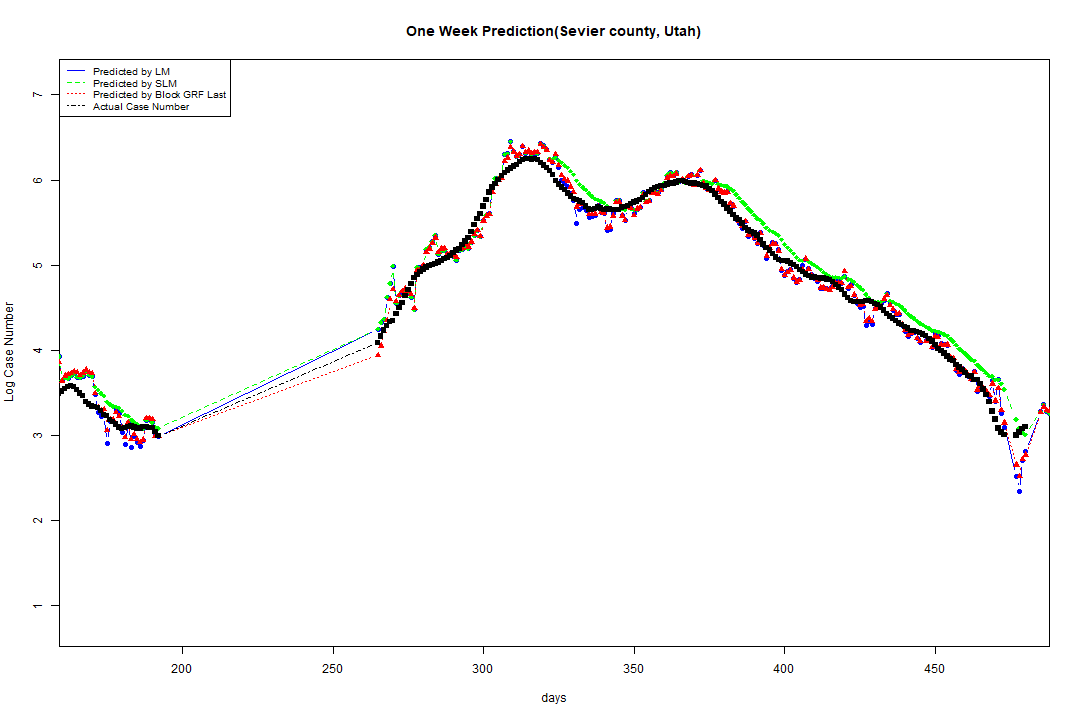 One Week Prediction(Sevier county, Utah)
Predicted by LM
Predicted by SLM
Predicted by Block GRF Last
Actual Case Number
Log Case Number
7
6
5
4
3
2
1
200 250 300 350 400 450
days